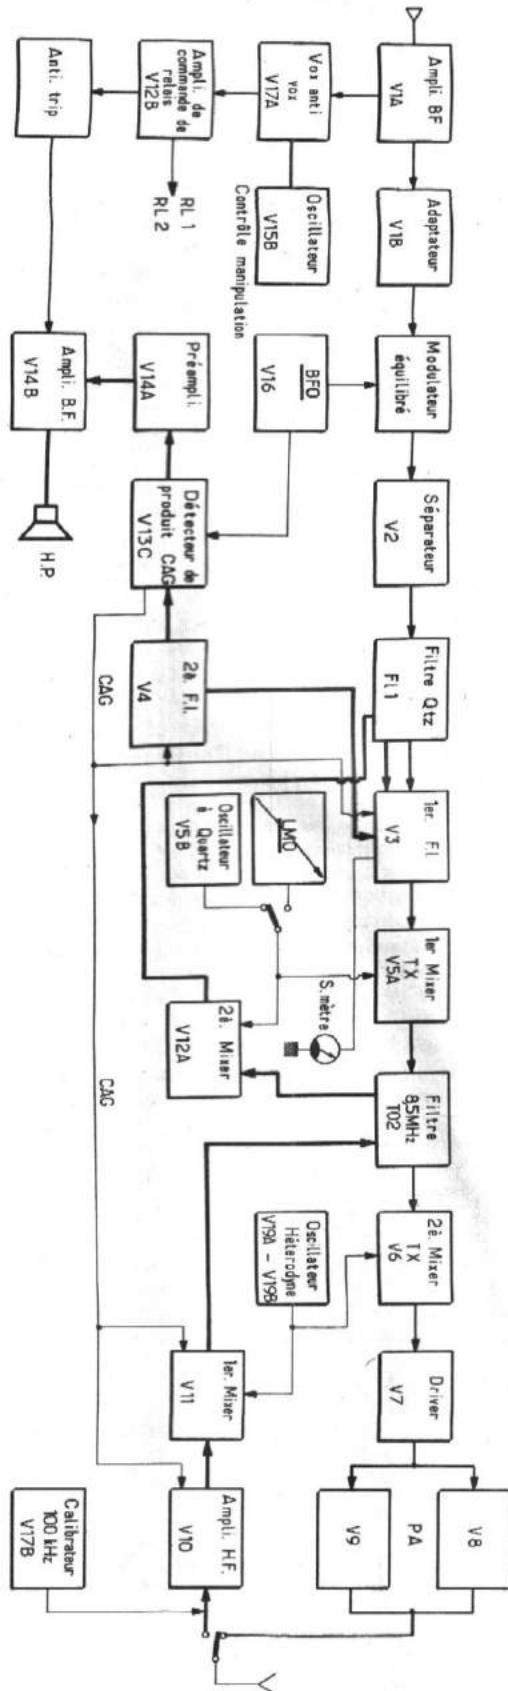 Ampli. BF
V1A
Adaptateur
V1B
Modulateur
équilibré
Séparateur
V2
Filtre Qtz
FL1
1er. F.I.
V3
1er Mixer
TX
V5A
Filtre
8,5MHz
T02
2è. Mixer
TX
V6
Driver
V7
V8
PA
V9
Vox anti
vox
V17A
Oscillateur
V15B
Contrôle manipulation
BFO
V16
LMO
Oscillateur
à Quartz
V5B
S.mètre
2è. Mixer
V12A
Oscillateur
Hétérodyne
V19A - V19B
Ampli. de
commande de
relais
V12B
RL 1
RL 2
Préampli.
V14A
Détecteur de
produit CAG
V13C
2è. F.I.
V4
1er. Mixer
V11
Ampli H.F.
V10
Anti. trip
Ampli. B.F.
V14B
H.P.
CAG
CAG
Calibrateur
100 kHz
V17B